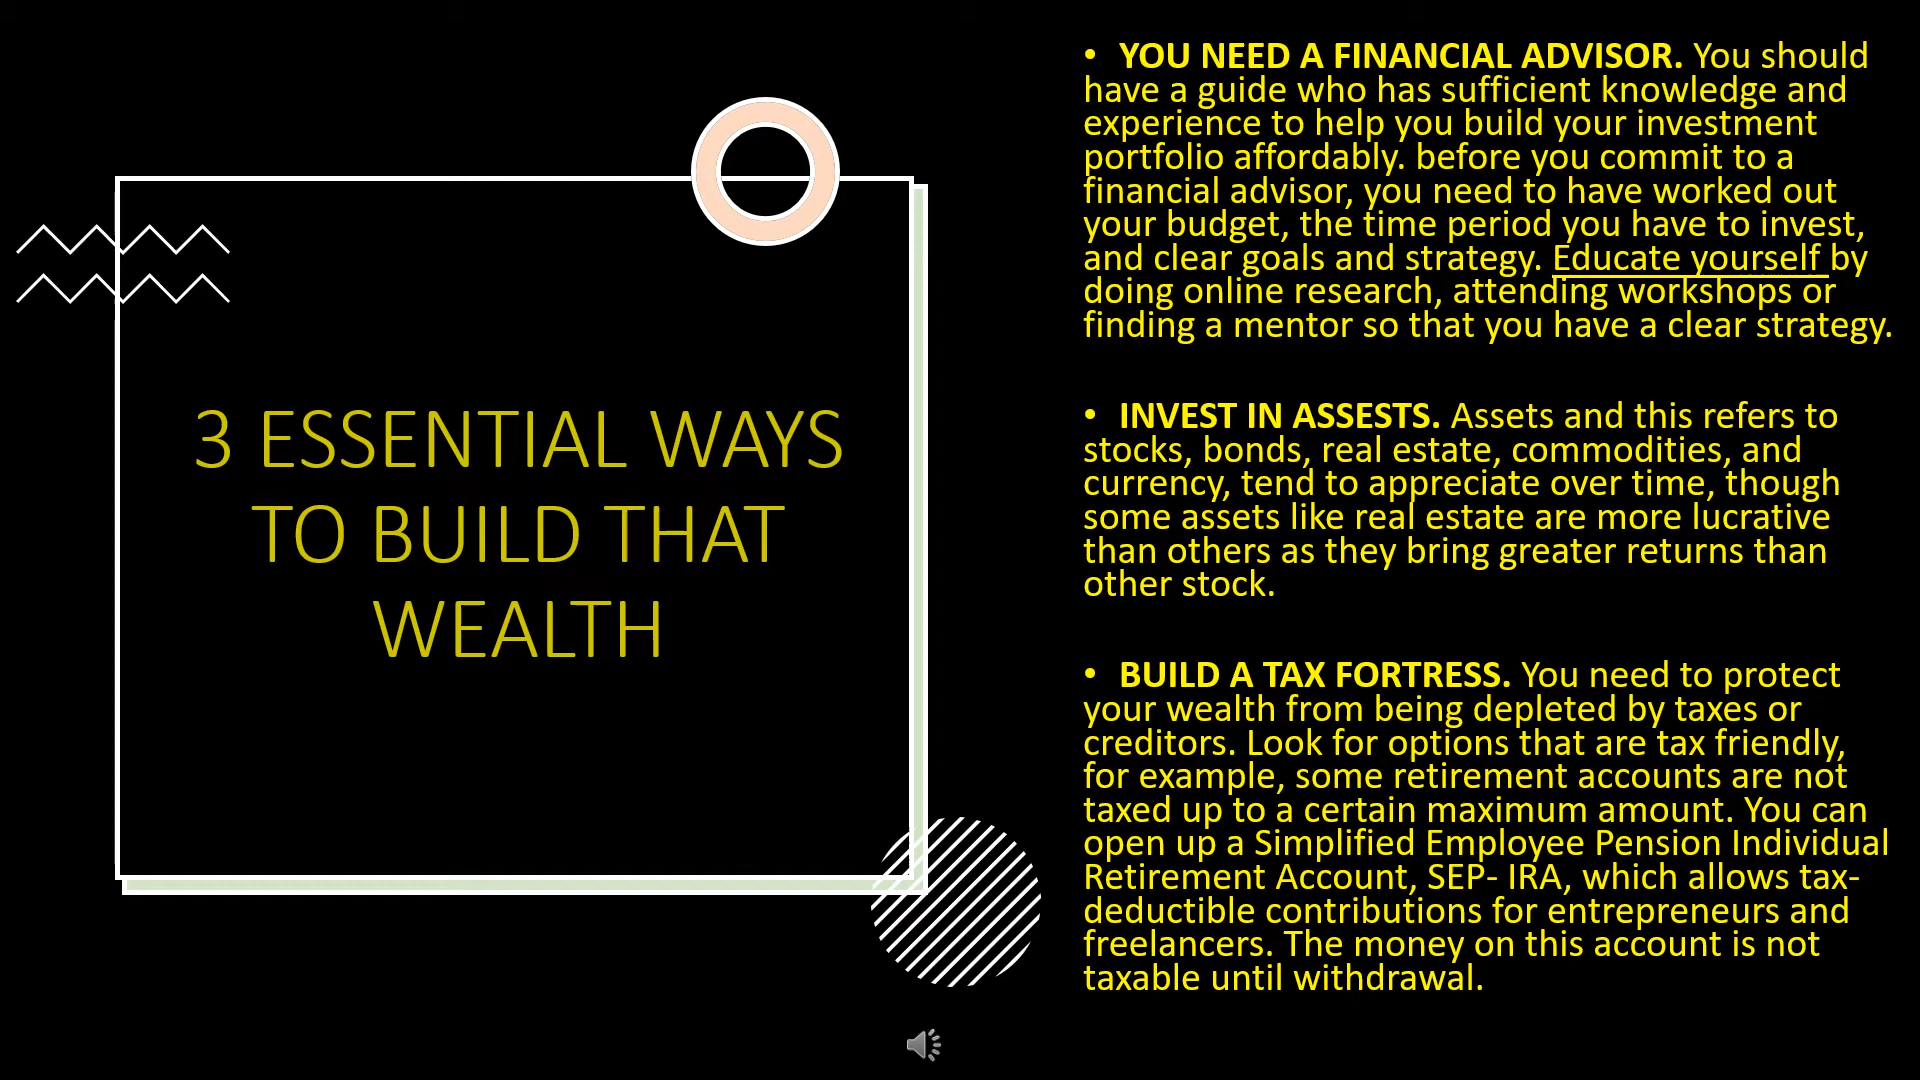 3 ESSENTIAL WAYS
TO BUILD THAT
WEALTH
• YOU NEED A FINANCIAL ADVISOR. You should
have a guide who has sufficient knowledge and
experience to help you build your investment
portfolio affordably. before you commit to a
financial advisor, you need to have worked out
your budget, the time period you have to invest,
and clear goals and strategy. Educate yourself by
doing online research, attending workshops or
finding a mentor so that you have a clear strategy.
• INVEST IN ASSESTS. Assets and this refers to
stocks, bonds, real estate, commodities, and
currency, tend to appreciate over time, though
some assets like real estate are more lucrative
than others as they bring greater returns than
other stock.
• BUILD A TAX FORTRESS. You need to protect
your wealth from being depleted by taxes or
creditors. Look for options that are tax friendly,
for example, some retirement accounts are not
taxed up to a certain maximum amount. You can
open up a Simplified Employee Pension Individual
Retirement Account, SEP- IRA, which allows tax-
deductible contributions for entrepreneurs and
freelancers. The money on this account is not
taxable until withdrawal.